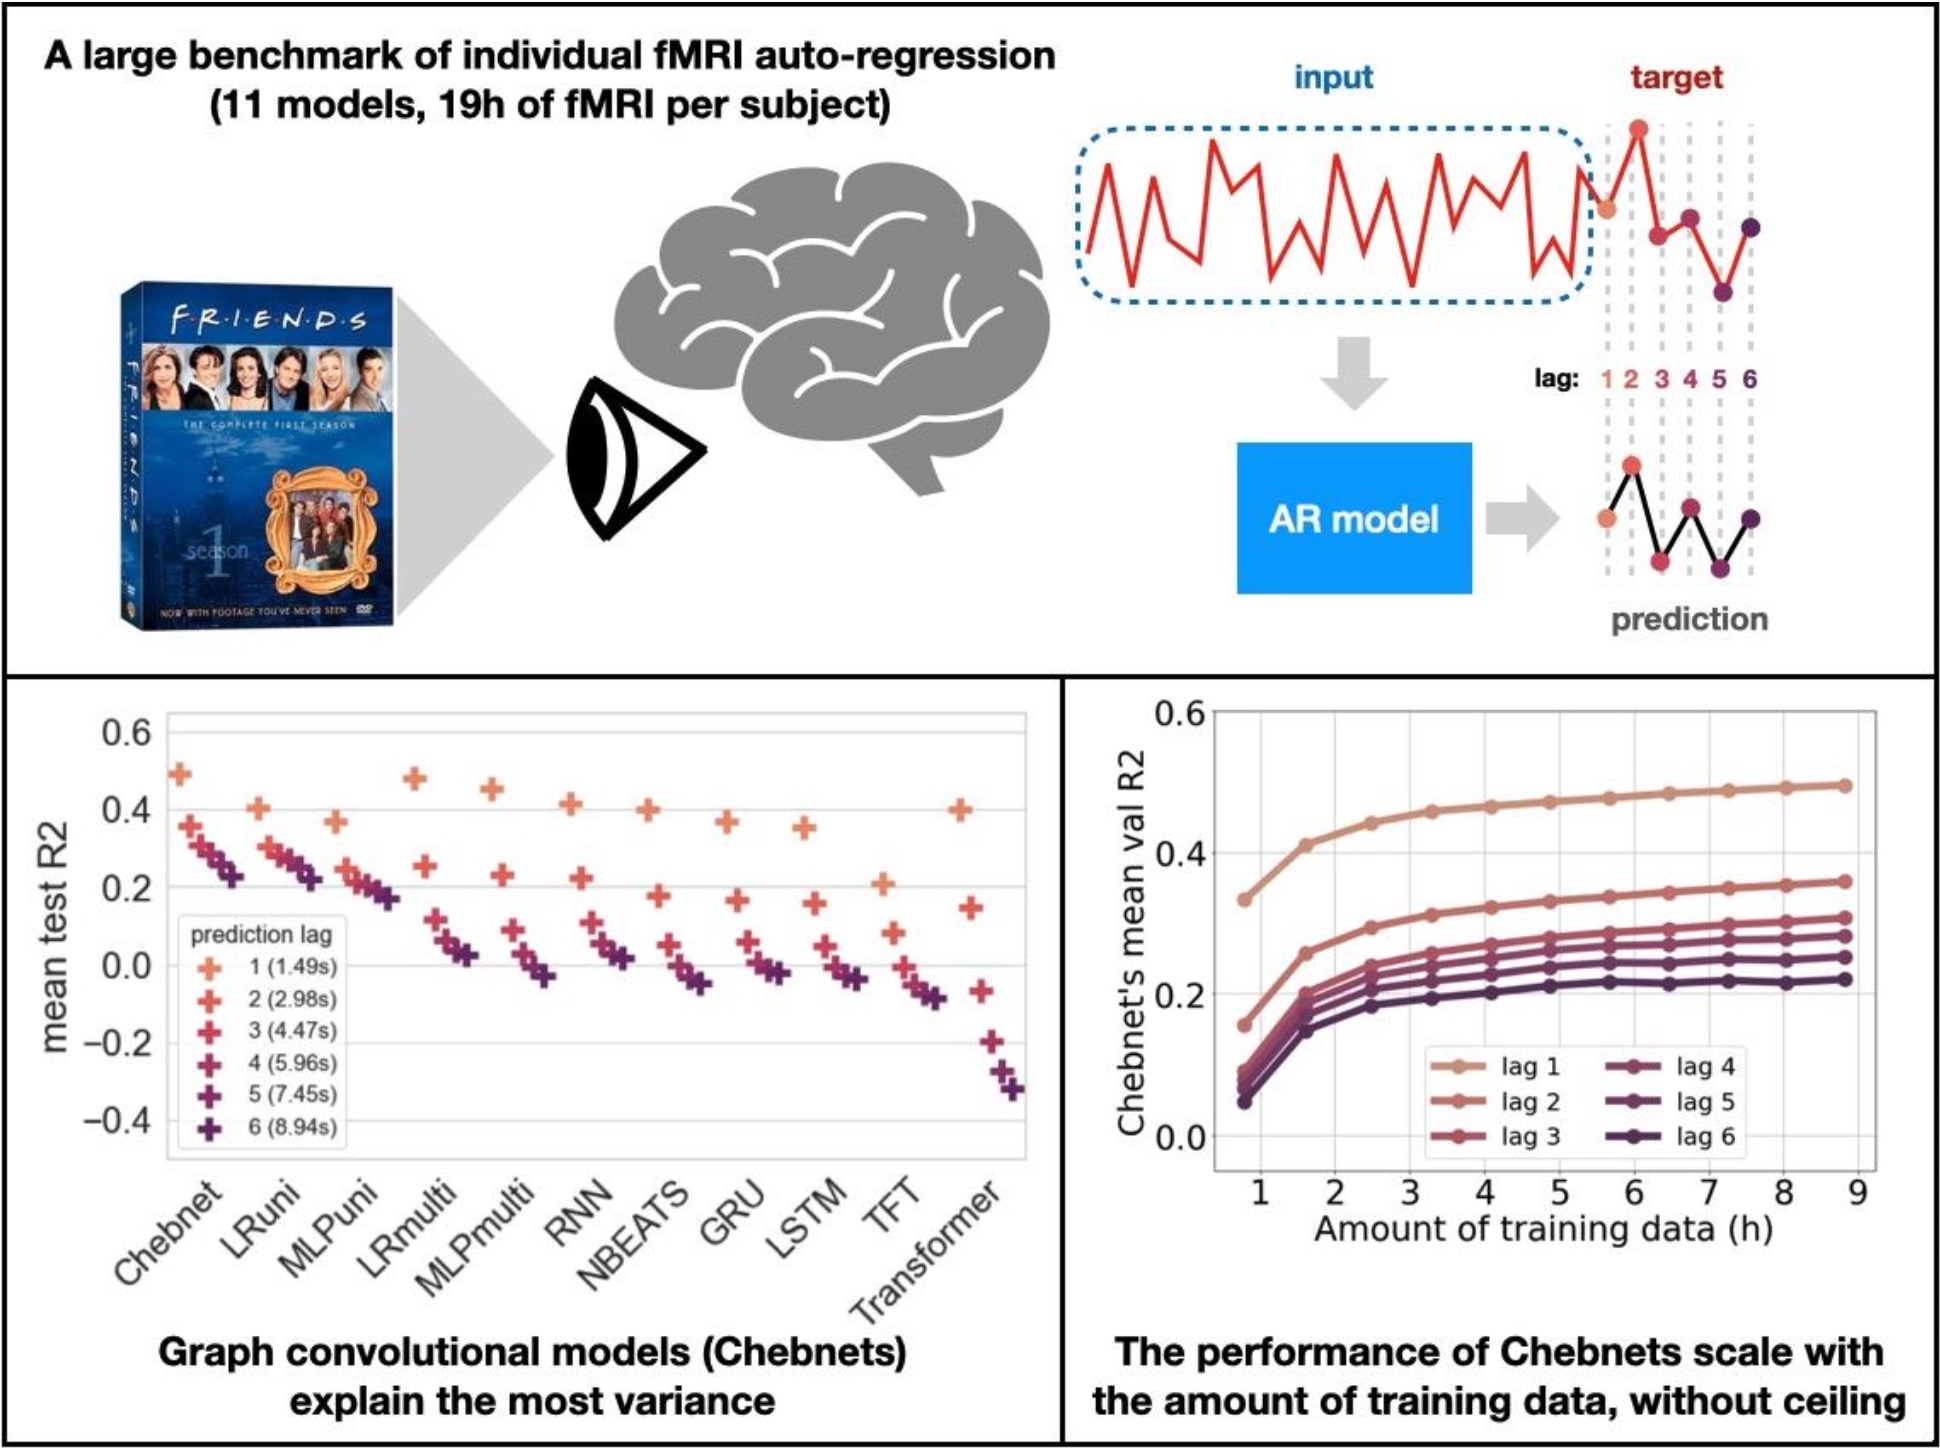 A large benchmark of individual fMRI auto-regression
(11 models, 19h of fMRI per subject)
input
target
F·R·I·E·N·D·S
F·R·I·E·N·D·S
THE COMPLETE FIRST SEASON
1
season
NOW WITH FOOTAGE YOU'VE NEVER SEEN
DVD
lag: 1 2 3 4 5 6
AR model
prediction
mean test R2
0.6
0.4
0.2
0.0
−0.2
−0.4
prediction lag
1 (1.49s)
2 (2.98s)
3 (4.47s)
4 (5.96s)
5 (7.45s)
6 (8.94s)
Chebnet
LRuni
MLPuni
LRmulti
MLPmulti
RNN
NBEATS
GRU
LSTM
TFT
Transformer
Graph convolutional models (Chebnets)
explain the most variance
Chebnet's mean val R2
0.6
0.4
0.2
0.0
lag 1
lag 2
lag 3
lag 4
lag 5
lag 6
1 2 3 4 5 6 7 8 9
Amount of training data (h)
The performance of Chebnets scale with
the amount of training data, without ceiling